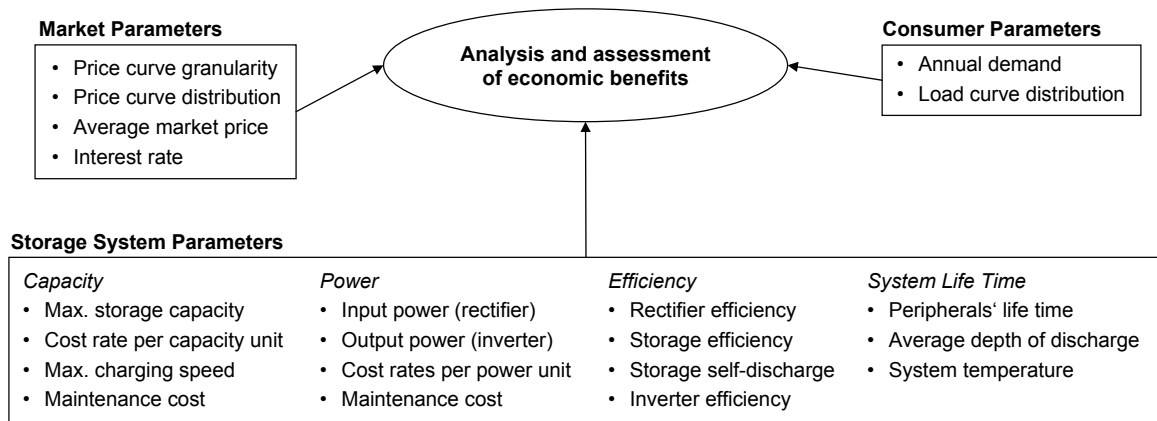 Market Parameters
• Price curve granularity
• Price curve distribution
• Average market price
• Interest rate
Analysis and assessment
of economic benefits
Consumer Parameters
• Annual demand
• Load curve distribution
Storage System Parameters
Capacity
• Max. storage capacity
• Cost rate per capacity unit
• Max. charging speed
• Maintenance cost
Power
• Input power (rectifier)
• Output power (inverter)
• Cost rates per power unit
• Maintenance cost
Efficiency
• Rectifier efficiency
• Storage efficiency
• Storage self-discharge
• Inverter efficiency
System Life Time
• Peripherals‘ life time
• Average depth of discharge
• System temperature